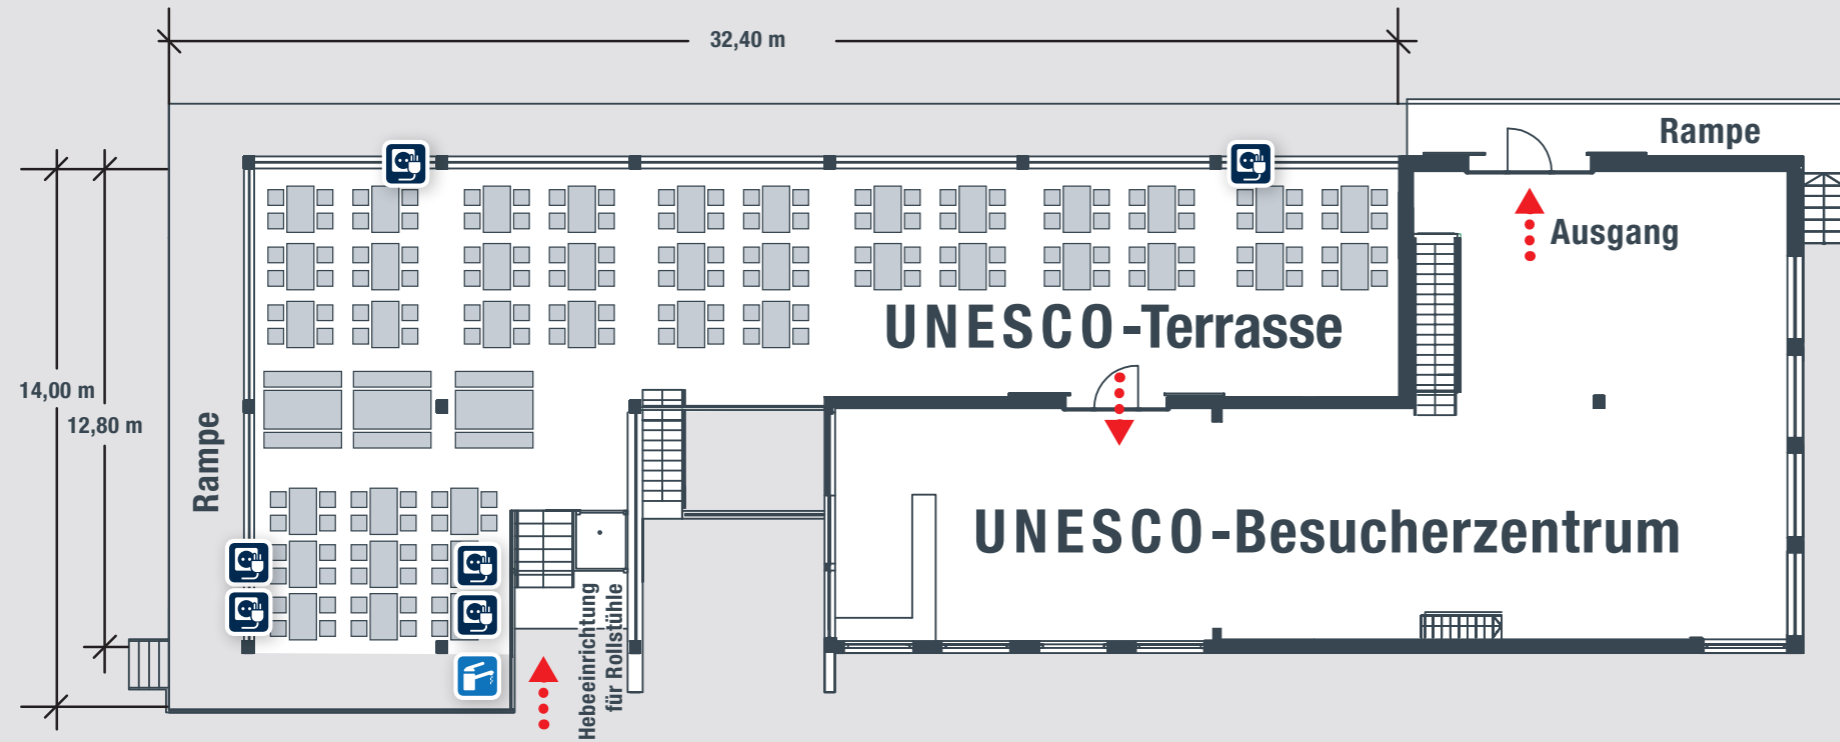 32,40 m
Rampe
Ausgang
UNESCO-Terrasse
14,00 m
12,80 m
Rampe
UNESCO-Besucherzentrum
Hebeeinrichtung
für Rollstühle